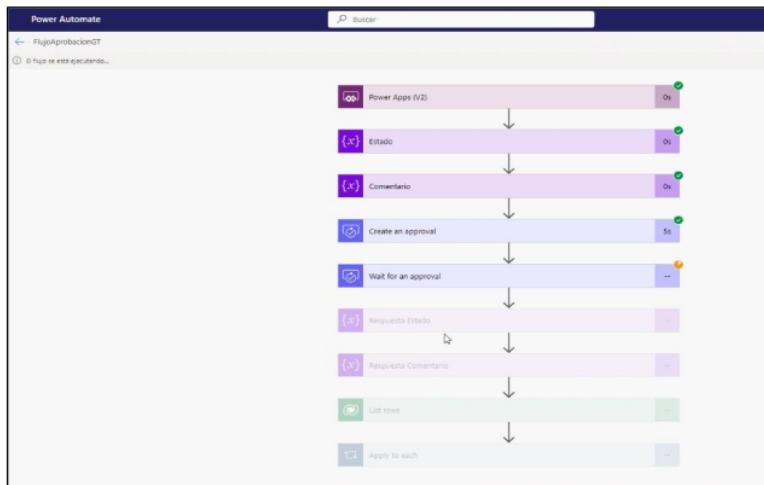 Power Automate
Buscar
FlujoAprobacionGT
El flujo se está ejecutando...
Power Apps (V2)
0s
{x} Estado
0s
{x} Comentario
0s
Create an approval
5s
Wait for an approval
--
{x} Respuesta Estado
--
{x} Respuesta Comentario
--
List rows
--
Apply to each
--